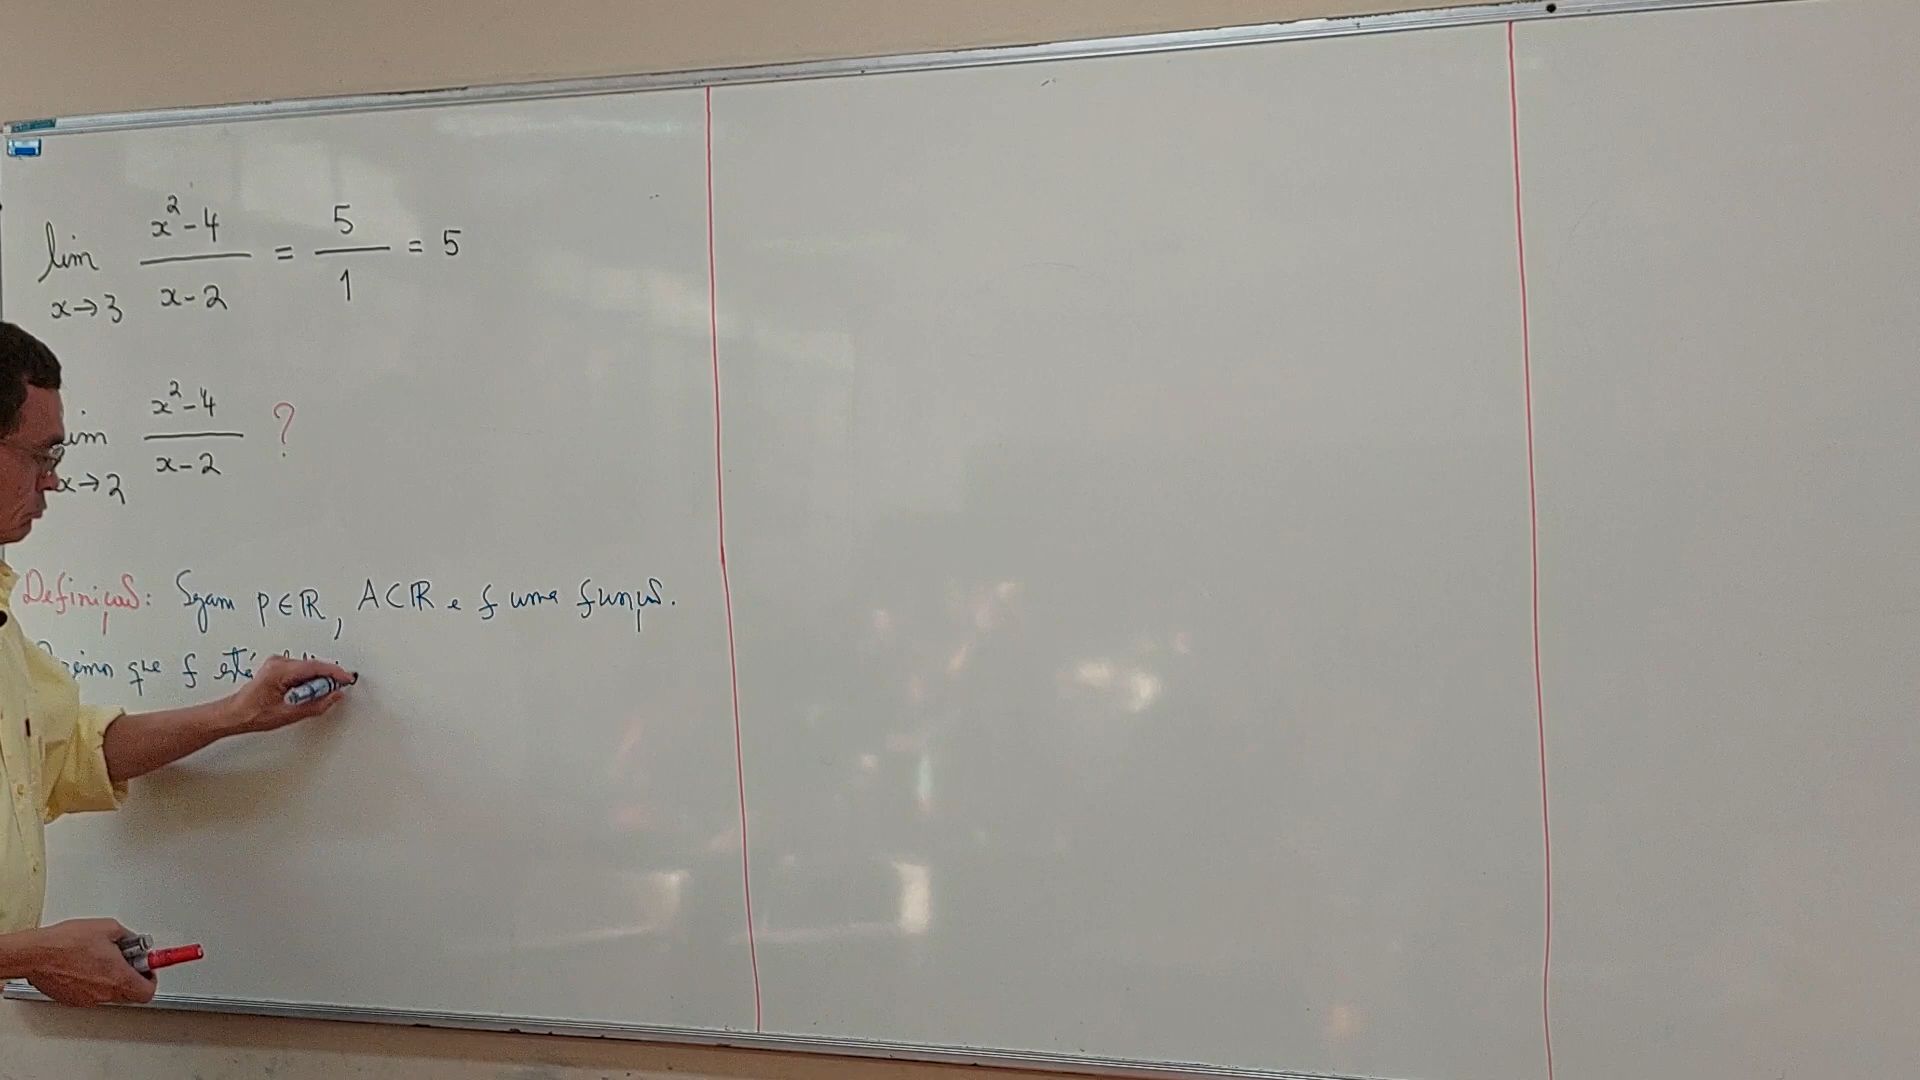 lim x→3 x²-4 / x-2 = 5 / 1 = 5
x→2 x²-4 / x-2 ?
Definição: Sejam p∈ℝ, A⊂ℝ e f uma função.
que f está